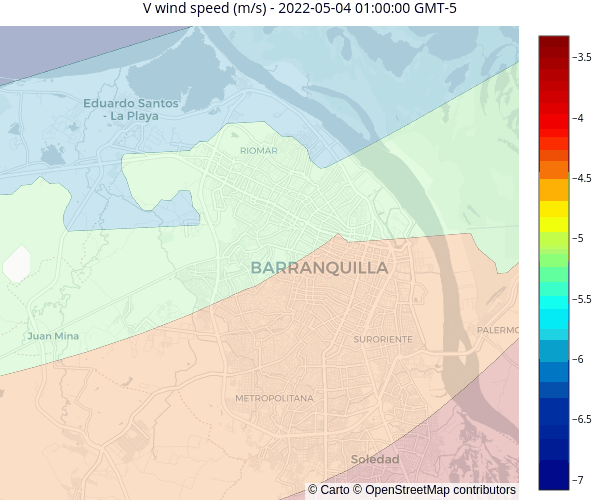 V wind speed (m/s) - 2022-05-04 01:00:00 GMT-5
−3.5
Eduardo Santos
- La Playa
−4
RIOMAR
−4.5
−5
BARRANQUILLA
−5.5
Juan Mina
SURORIENTE
PALERMO
−6
METROPOLITANA
−6.5
Soledad
−7
© Carto © OpenStreetMap contributors